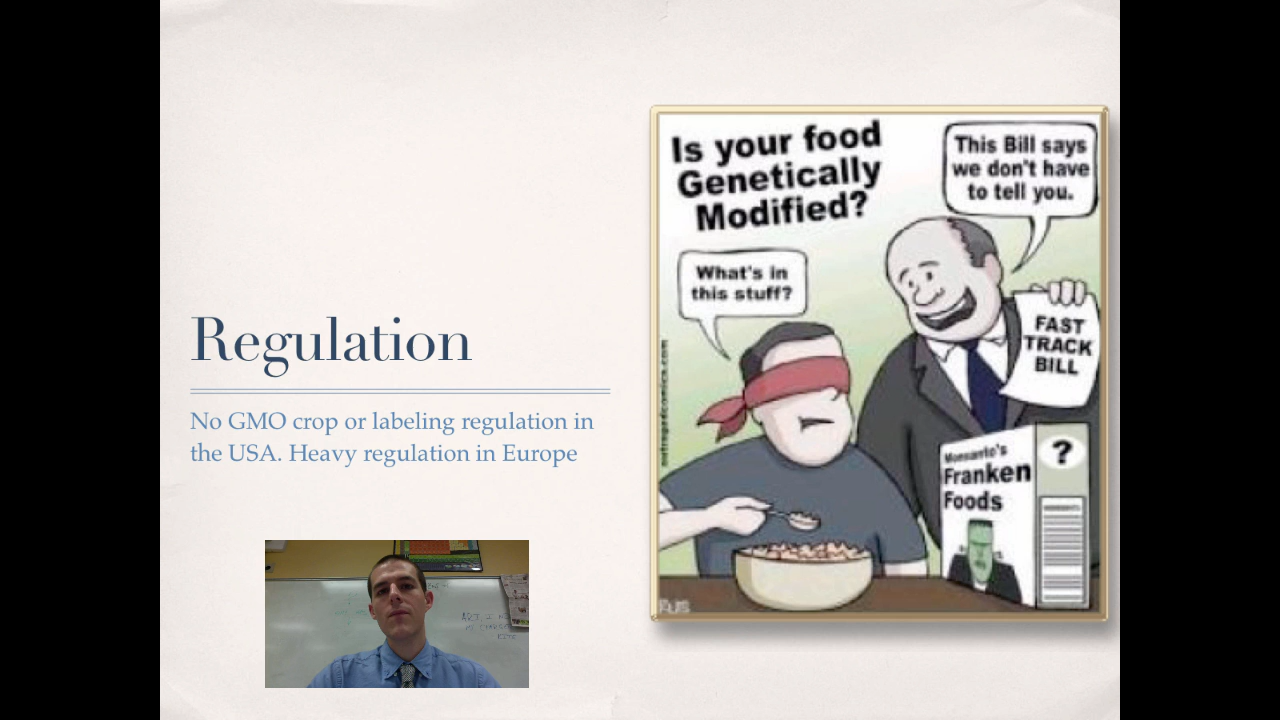 Regulation
No GMO crop or labeling regulation in
the USA. Heavy regulation in Europe
Is your food
Genetically
Modified?
This Bill says
we don't have
to tell you.
What's in
this stuff?
FAST
TRACK
BILL
Monsanto's
Franken
Foods
?
RUS